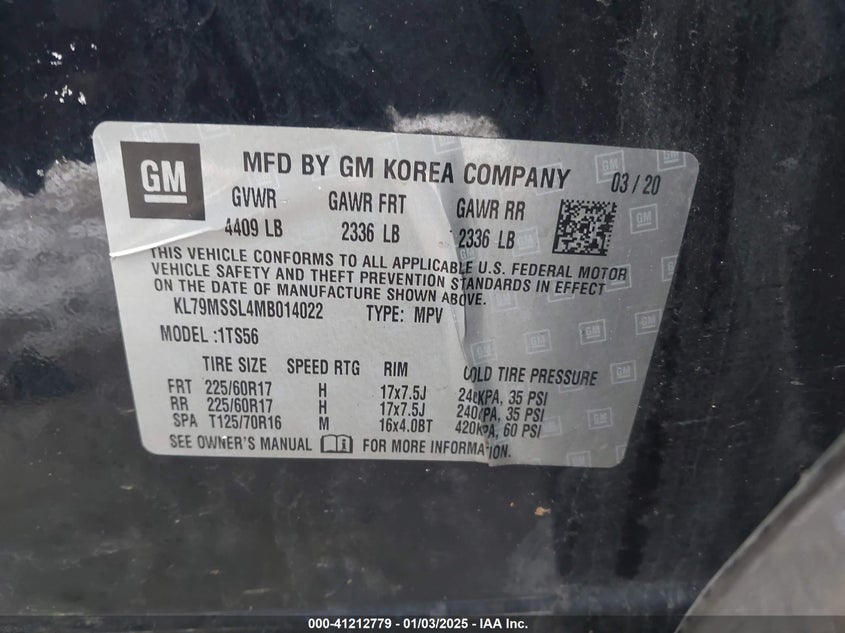 GM MFD BY GM KOREA COMPANY 03 / 20
GVWR GAWR FRT GAWR RR
4409 LB 2336 LB 2336 LB
THIS VEHICLE CONFORMS TO ALL APPLICABLE U.S. FEDERAL MOTOR
VEHICLE SAFETY AND THEFT PREVENTION STANDARDS IN EFFECT
ON THE DATE OF MANUFACTURE SHOWN ABOVE.
KL79MSSL4MB014022 TYPE: MPV
MODEL :1TS56
TIRE SIZE SPEED RTG RIM COLD TIRE PRESSURE
FRT 225/60R17 H 17x7.5J 240KPA, 35 PSI
RR 225/60R17 H 17x7.5J 240KPA, 35 PSI
SPA T125/70R16 M 16x4.0BT 420KPA, 60 PSI
SEE OWNER'S MANUAL FOR MORE INFORMATION.
000-41212779 - 01/03/2025 - IAA Inc.